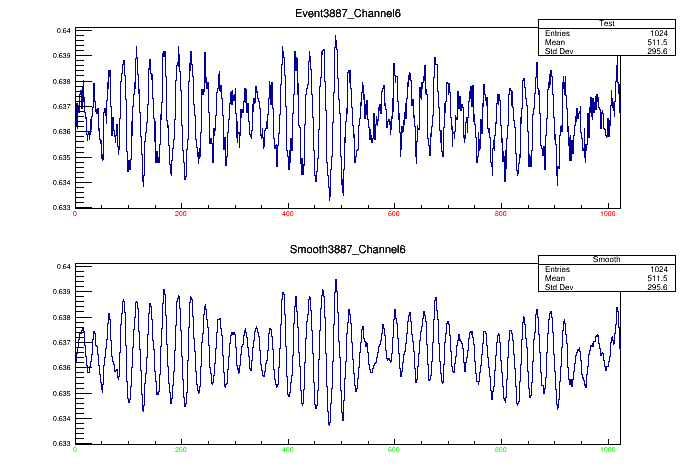 Event3887_Channel6
Test
Entries 1024
Mean 511.5
Std Dev 295.6
0.64
0.639
0.638
0.637
0.636
0.635
0.634
0.633
0 200 400 600 800 1000
Smooth3887_Channel6
Smooth
Entries 1024
Mean 511.5
Std Dev 295.6
0.64
0.639
0.638
0.637
0.636
0.635
0.634
0.633
0 200 400 600 800 1000